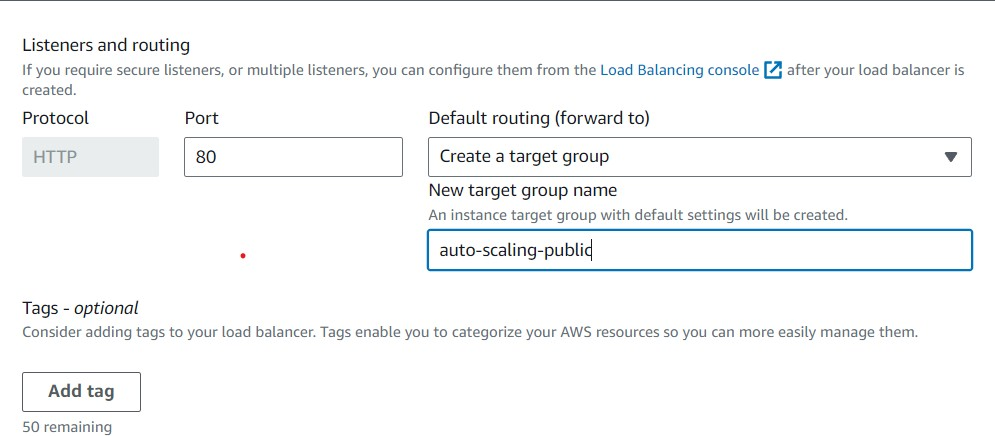 Listeners and routing
If you require secure listeners, or multiple listeners, you can configure them from the Load Balancing console after your load balancer is
created.
Protocol Port Default routing (forward to)
HTTP 80 Create a target group
New target group name
An instance target group with default settings will be created.
auto-scaling-public
Tags - optional
Consider adding tags to your load balancer. Tags enable you to categorize your AWS resources so you can more easily manage them.
Add tag
50 remaining